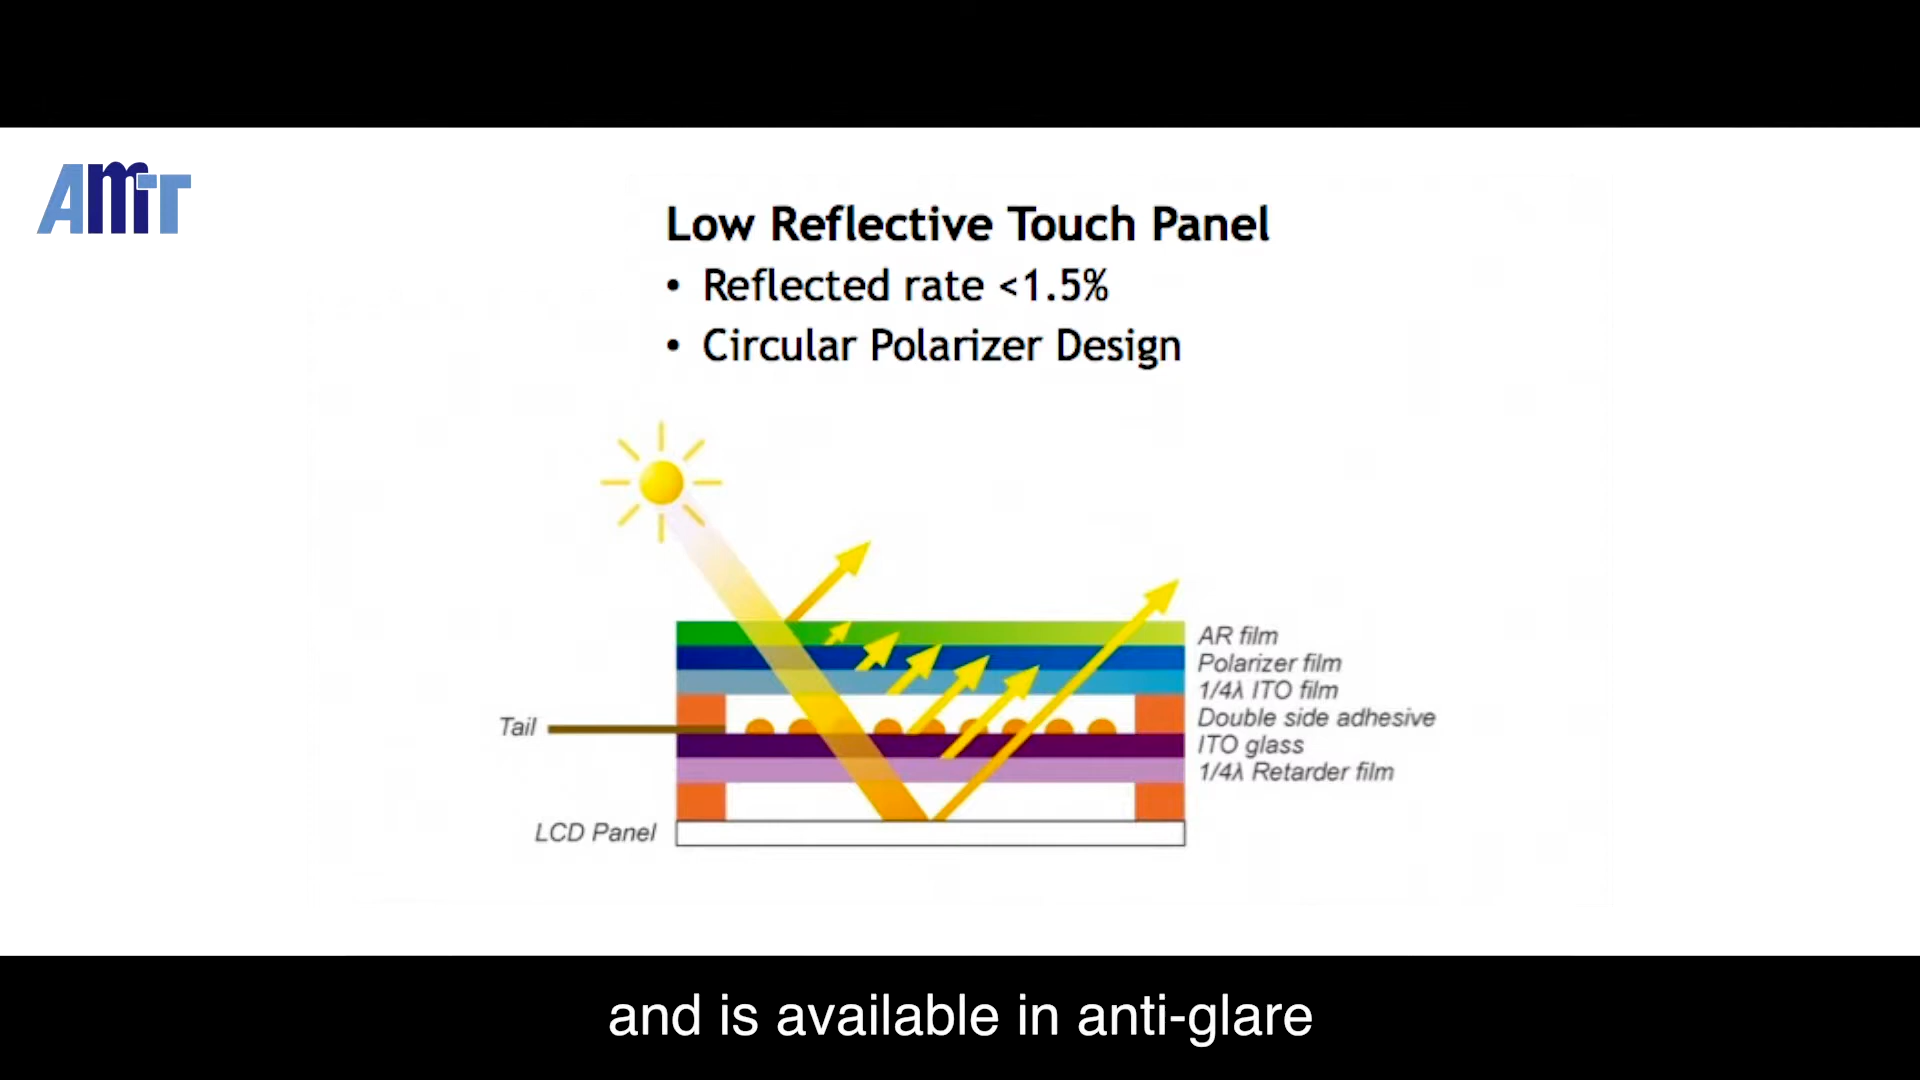 AMT
Low Reflective Touch Panel
• Reflected rate <1.5%
• Circular Polarizer Design
AR film
Polarizer film
1/4λ ITO film
Double side adhesive
ITO glass
1/4λ Retarder film
Tail
LCD Panel
and is available in anti-glare